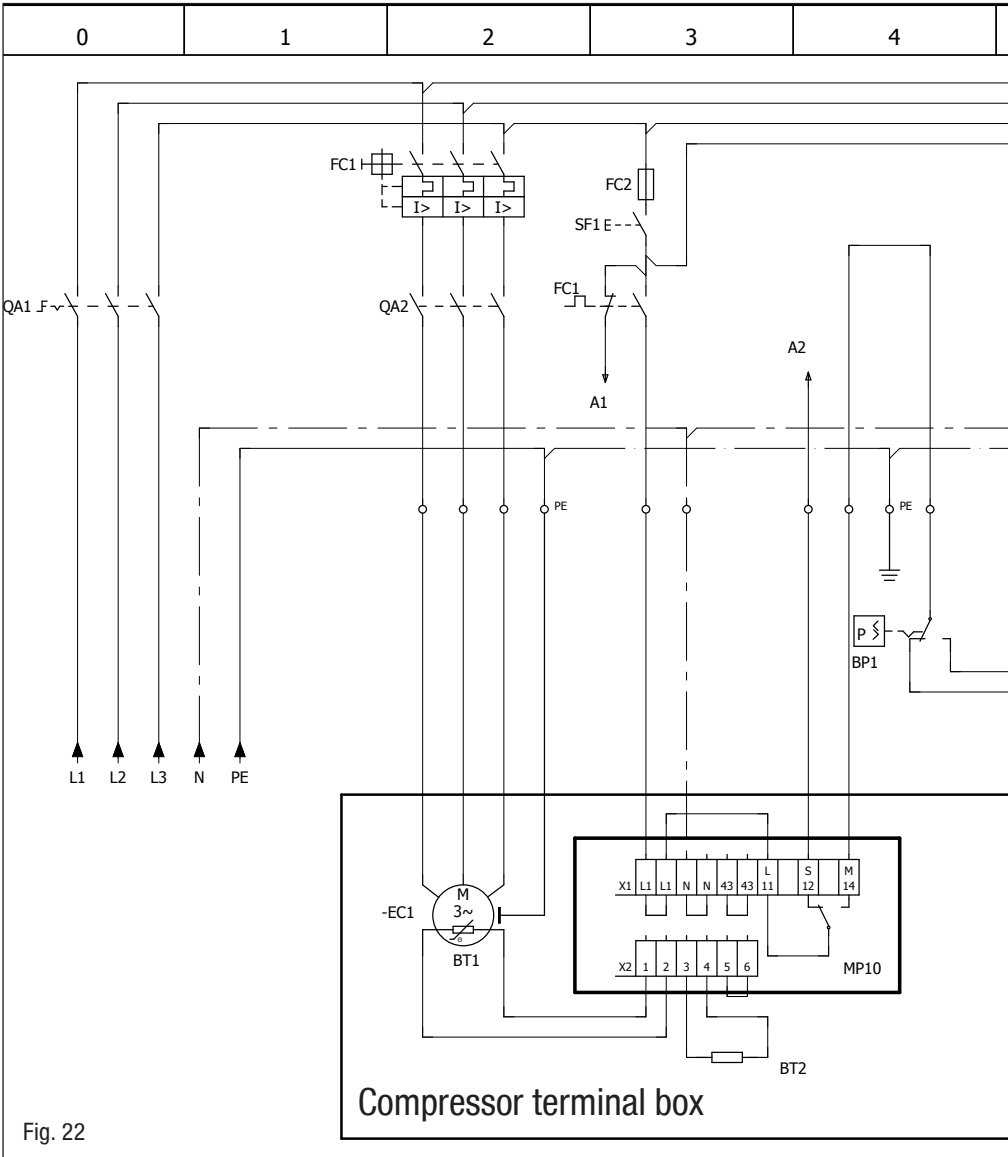 0 1 2 3 4
FC1
I> I> I>
FC2
SF1
QA1
QA2
FC1
A1
A2
PE
PE
P
BP1
L1 L2 L3 N PE
M
3~
-EC1
θ
BT1
X1 L1 L1 N N 43 43 L 11 S 12 M 14
X2 1 2 3 4 5 6
MP10
BT2
Compressor terminal box
Fig. 22